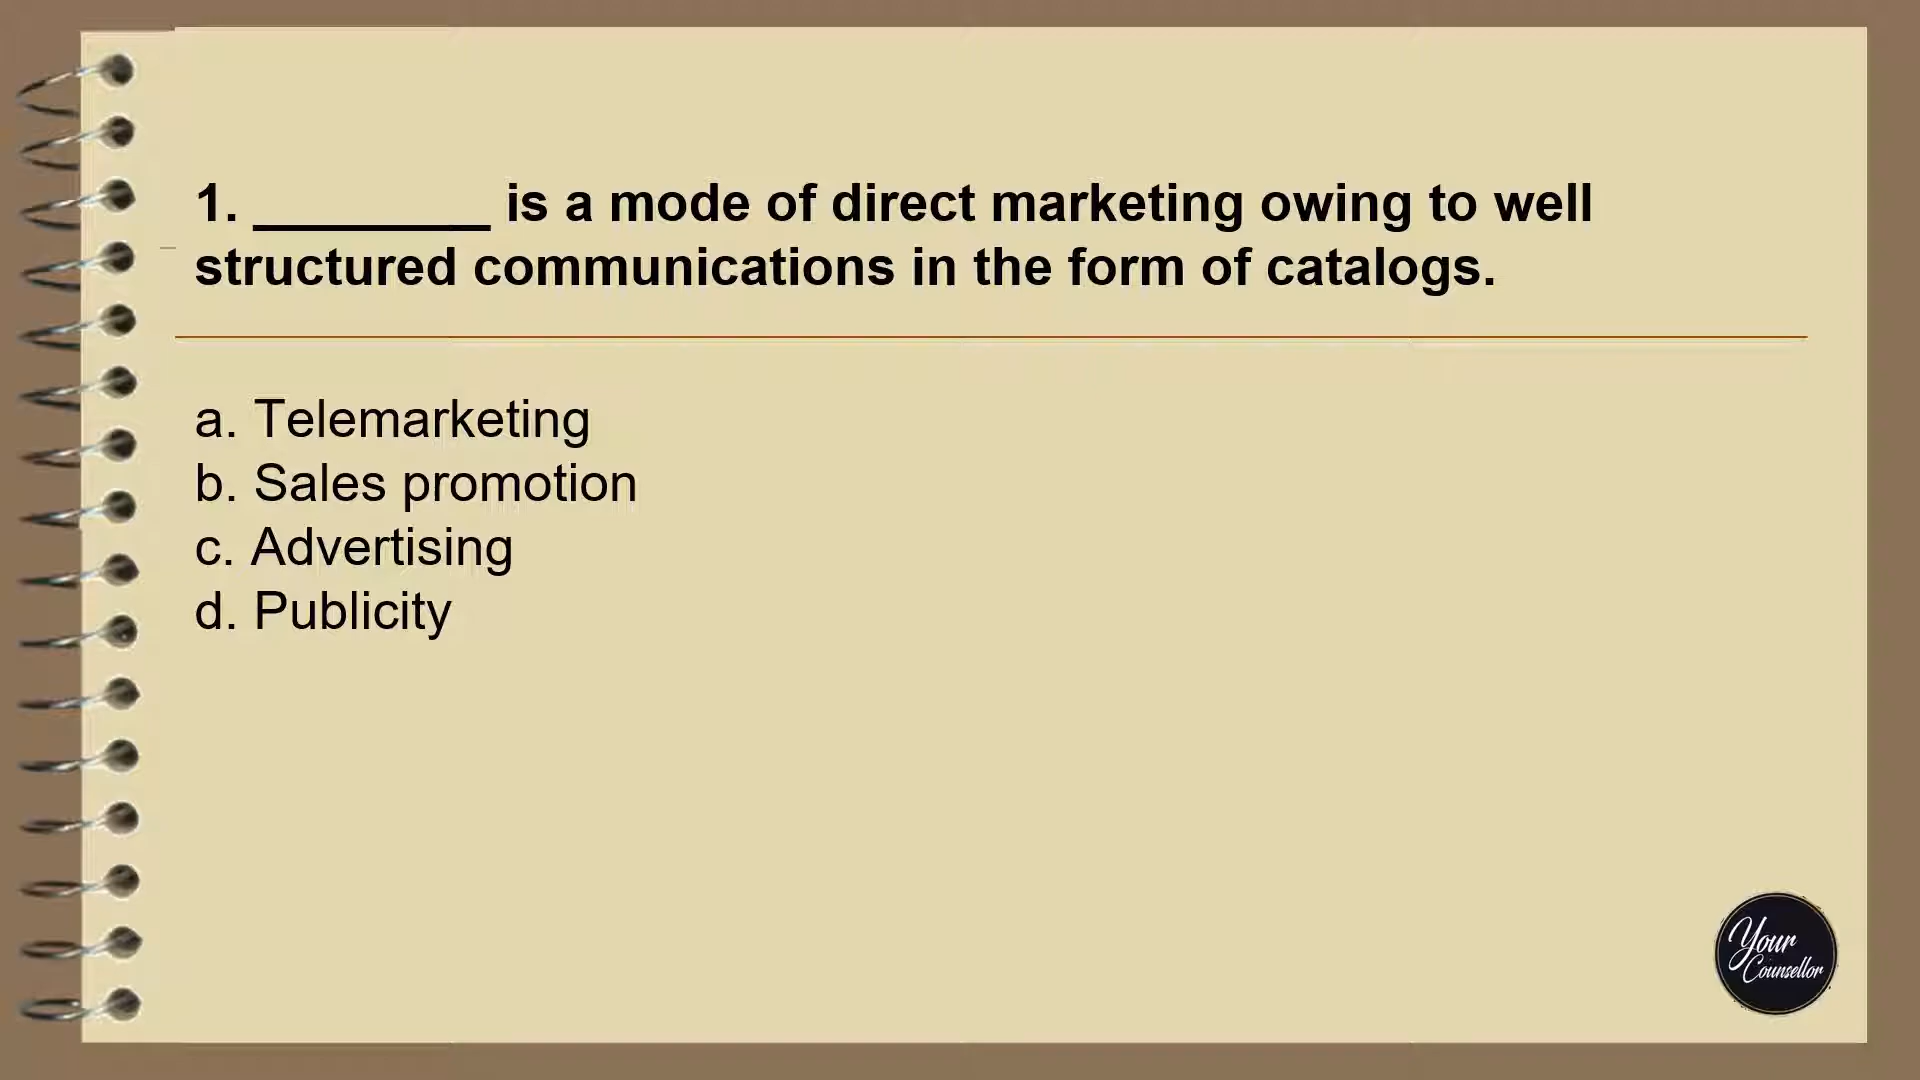 1. ________ is a mode of direct marketing owing to well
structured communications in the form of catalogs.
a. Telemarketing
b. Sales promotion
c. Advertising
d. Publicity
Your
Counsellor